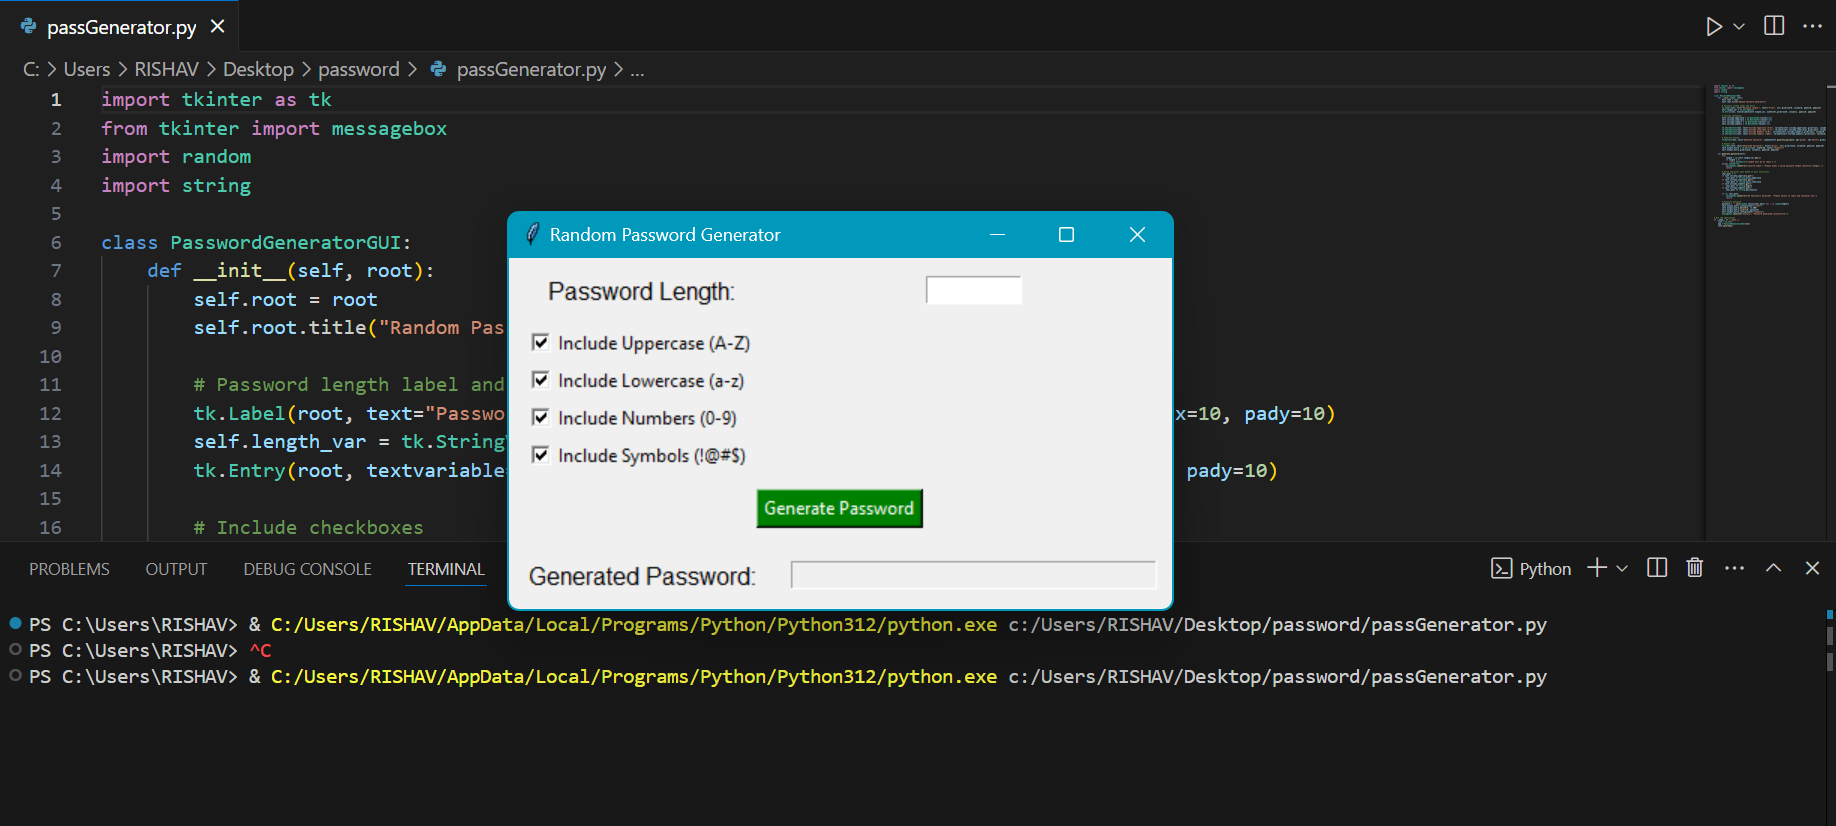 passGenerator.py
C: > Users > RISHAV > Desktop > password > passGenerator.py > ...
1 import tkinter as tk
2 from tkinter import messagebox
3 import random
4 import string
5
6 class PasswordGeneratorGUI:
7 def __init__(self, root):
8 self.root = root
9 self.root.title("Random Pas
10
11 # Password length label and
12 tk.Label(root, text="Passwo x=10, pady=10)
13 self.length_var = tk.String
14 tk.Entry(root, textvariable pady=10)
15
16 # Include checkboxes
Random Password Generator
Password Length:
Include Uppercase (A-Z)
Include Lowercase (a-z)
Include Numbers (0-9)
Include Symbols (!@#$)
Generate Password
Generated Password:
PROBLEMS OUTPUT DEBUG CONSOLE TERMINAL Python
PS C:\Users\RISHAV> & C:/Users/RISHAV/AppData/Local/Programs/Python/Python312/python.exe c:/Users/RISHAV/Desktop/password/passGenerator.py
PS C:\Users\RISHAV> ^C
PS C:\Users\RISHAV> & C:/Users/RISHAV/AppData/Local/Programs/Python/Python312/python.exe c:/Users/RISHAV/Desktop/password/passGenerator.py